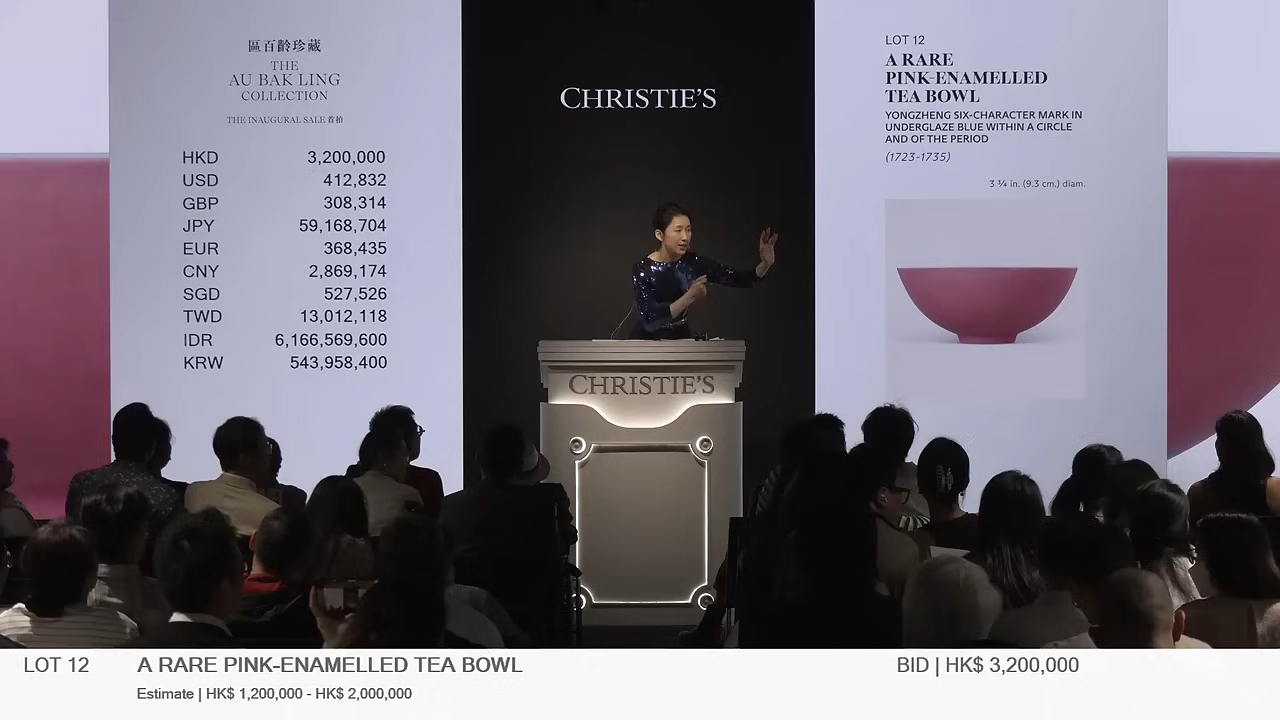 區百齡珍藏
THE
AU BAK LING
COLLECTION
THE INAUGURAL SALE 首拍
HKD 3,200,000
USD 412,832
GBP 308,314
JPY 59,168,704
EUR 368,435
CNY 2,869,174
SGD 527,526
TWD 13,012,118
IDR 6,166,569,600
KRW 543,958,400
CHRISTIE'S
CHRISTIE'S
LOT 12
A RARE
PINK-ENAMELLED
TEA BOWL
YONGZHENG SIX-CHARACTER MARK IN
UNDERGLAZE BLUE WITHIN A CIRCLE
AND OF THE PERIOD
(1723-1735)
3 ¾ in. (9.3 cm.) diam.
LOT 12 A RARE PINK-ENAMELLED TEA BOWL BID | HK$ 3,200,000
Estimate | HK$ 1,200,000 - HK$ 2,000,000